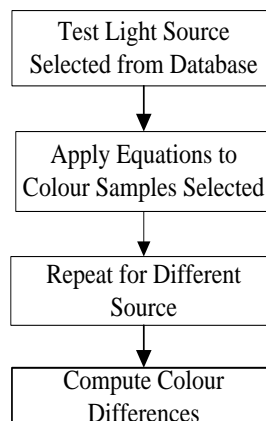 Test Light Source
Selected from Database
Apply Equations to
Colour Samples Selected
Repeat for Different
Source
Compute Colour
Differences